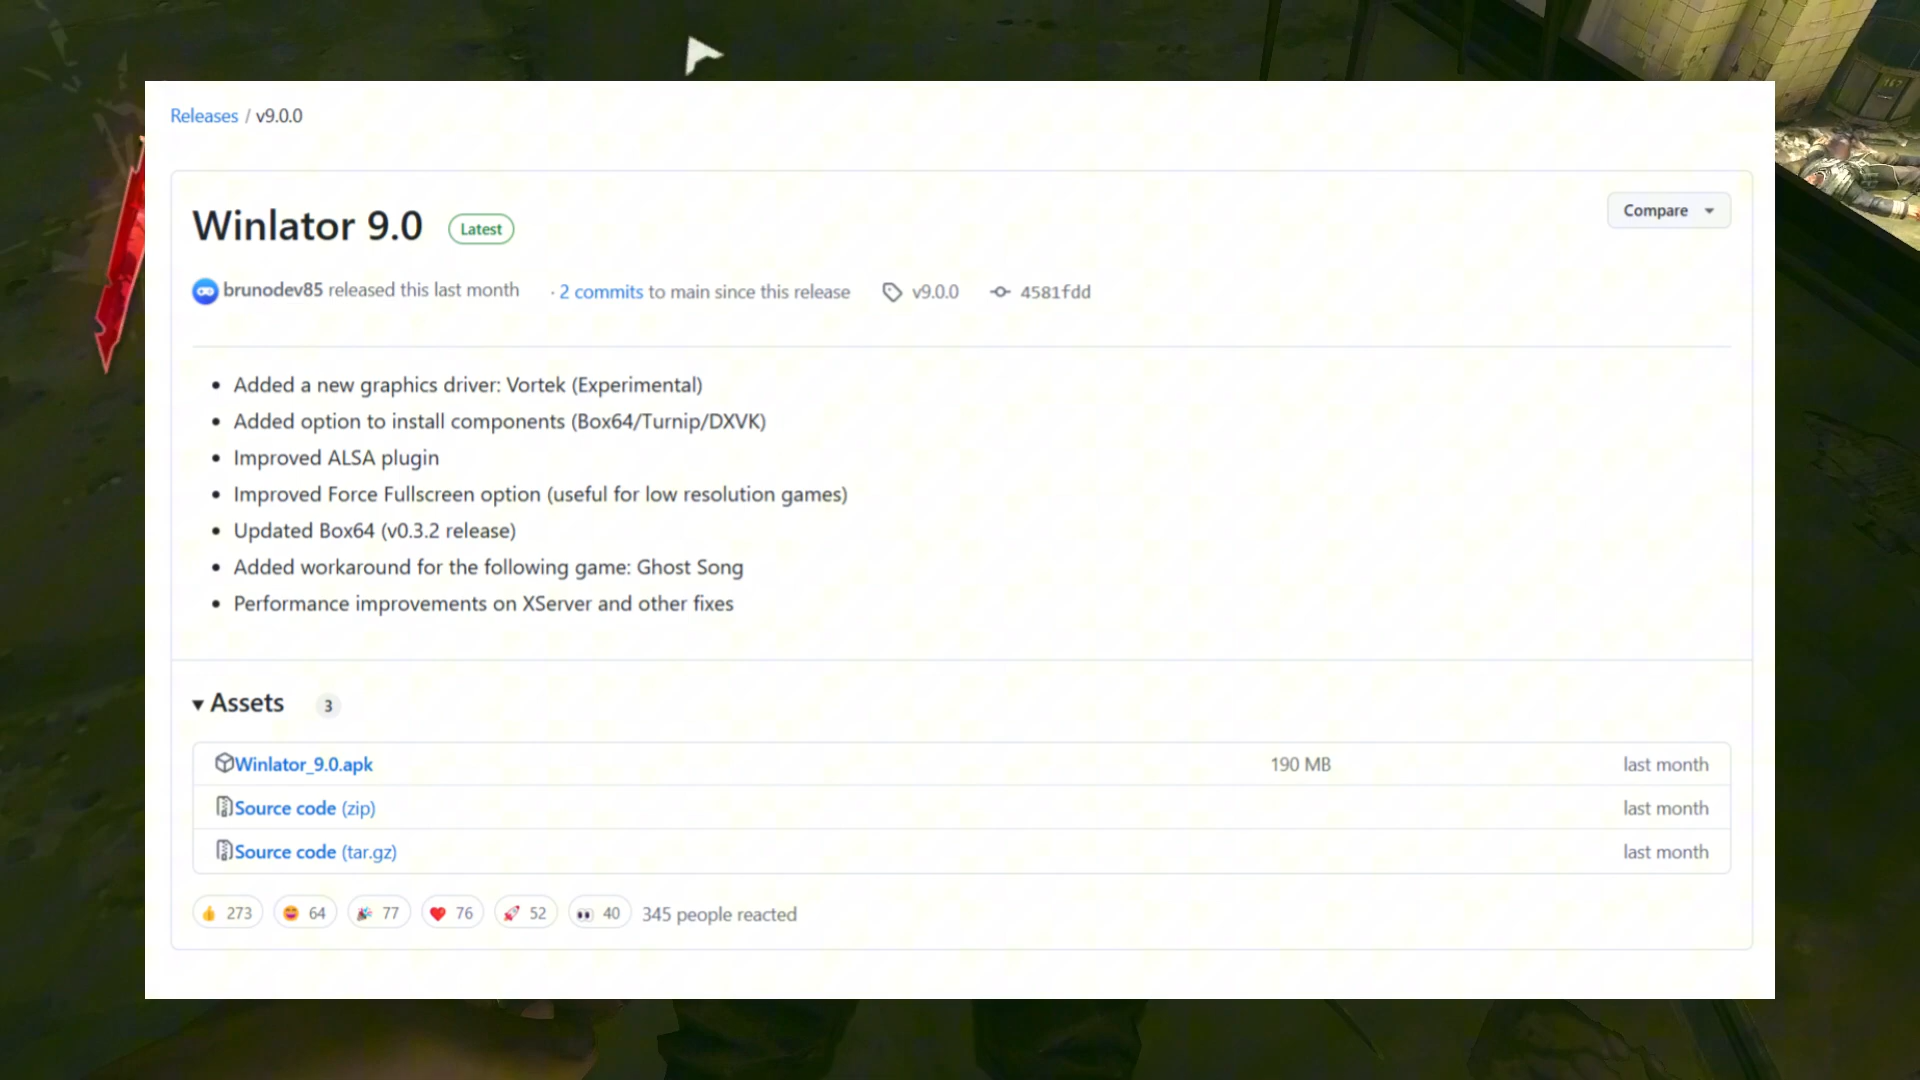 Releases / v9.0.0
Winlator 9.0 Latest
Compare
brunodev85 released this last month · 2 commits to main since this release v9.0.0 4581fdd
• Added a new graphics driver: Vortek (Experimental)
• Added option to install components (Box64/Turnip/DXVK)
• Improved ALSA plugin
• Improved Force Fullscreen option (useful for low resolution games)
• Updated Box64 (v0.3.2 release)
• Added workaround for the following game: Ghost Song
• Performance improvements on XServer and other fixes
Assets 3
Winlator_9.0.apk 190 MB last month
Source code (zip) last month
Source code (tar.gz) last month
273 64 77 76 52 40 345 people reacted